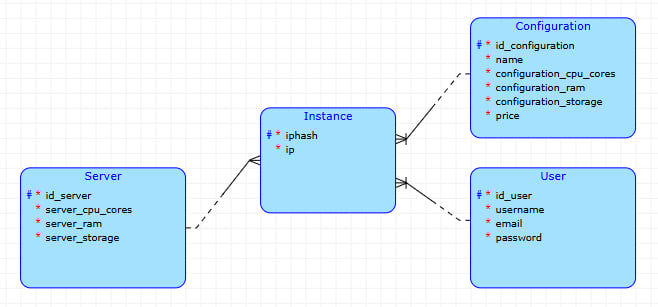 Configuration
# * id_configuration
* name
* configuration_cpu_cores
* configuration_ram
* configuration_storage
* price
Instance
# * iphash
* ip
Server
# * id_server
* server_cpu_cores
* server_ram
* server_storage
User
# * id_user
* username
* email
* password